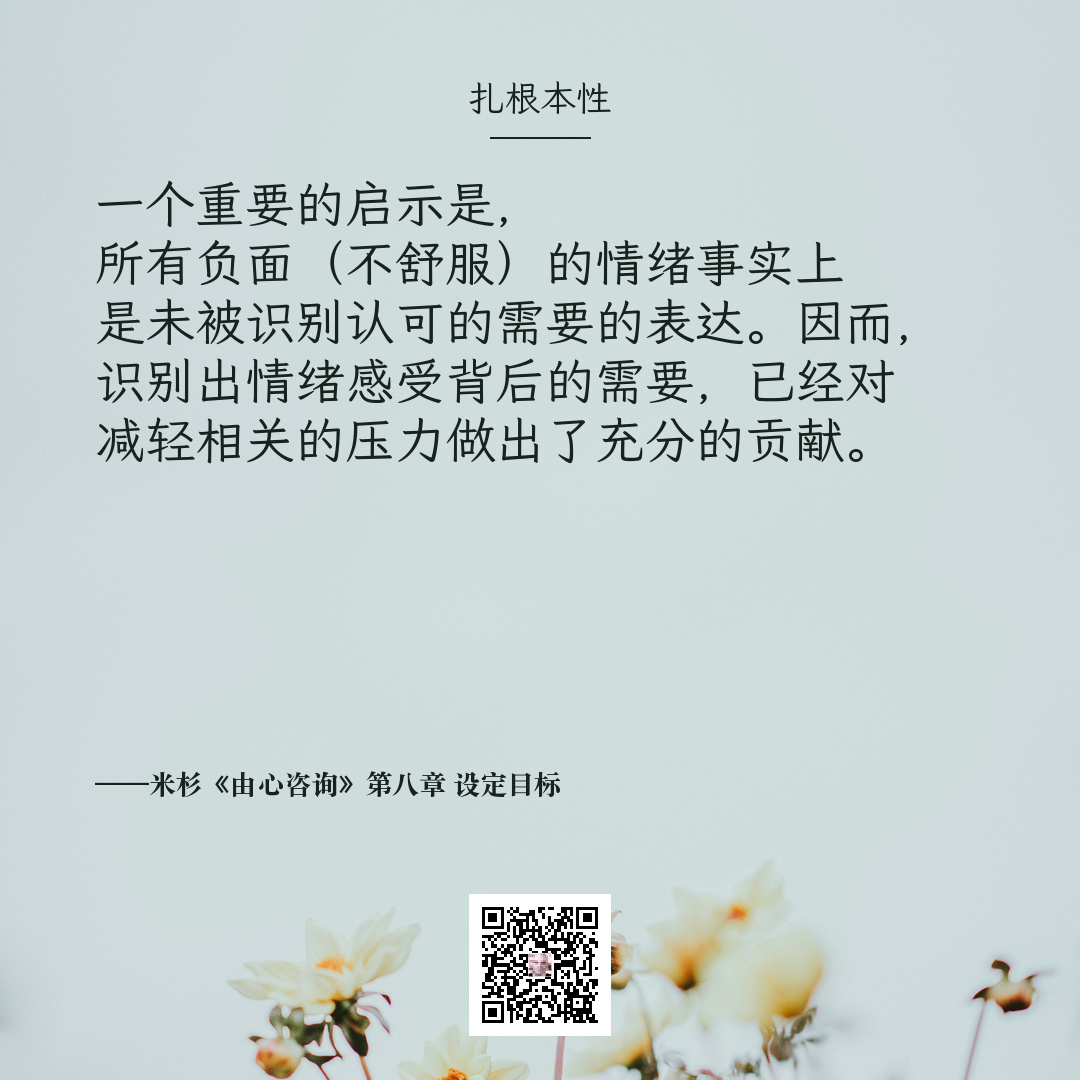 扎根本性
一个重要的启示是，
所有负面（不舒服）的情绪事实上
是未被识别认可的需要的表达。因而，
识别出情绪感受背后的需要，已经对
减轻相关的压力做出了充分的贡献。
——米杉《由心咨询》第八章 设定目标